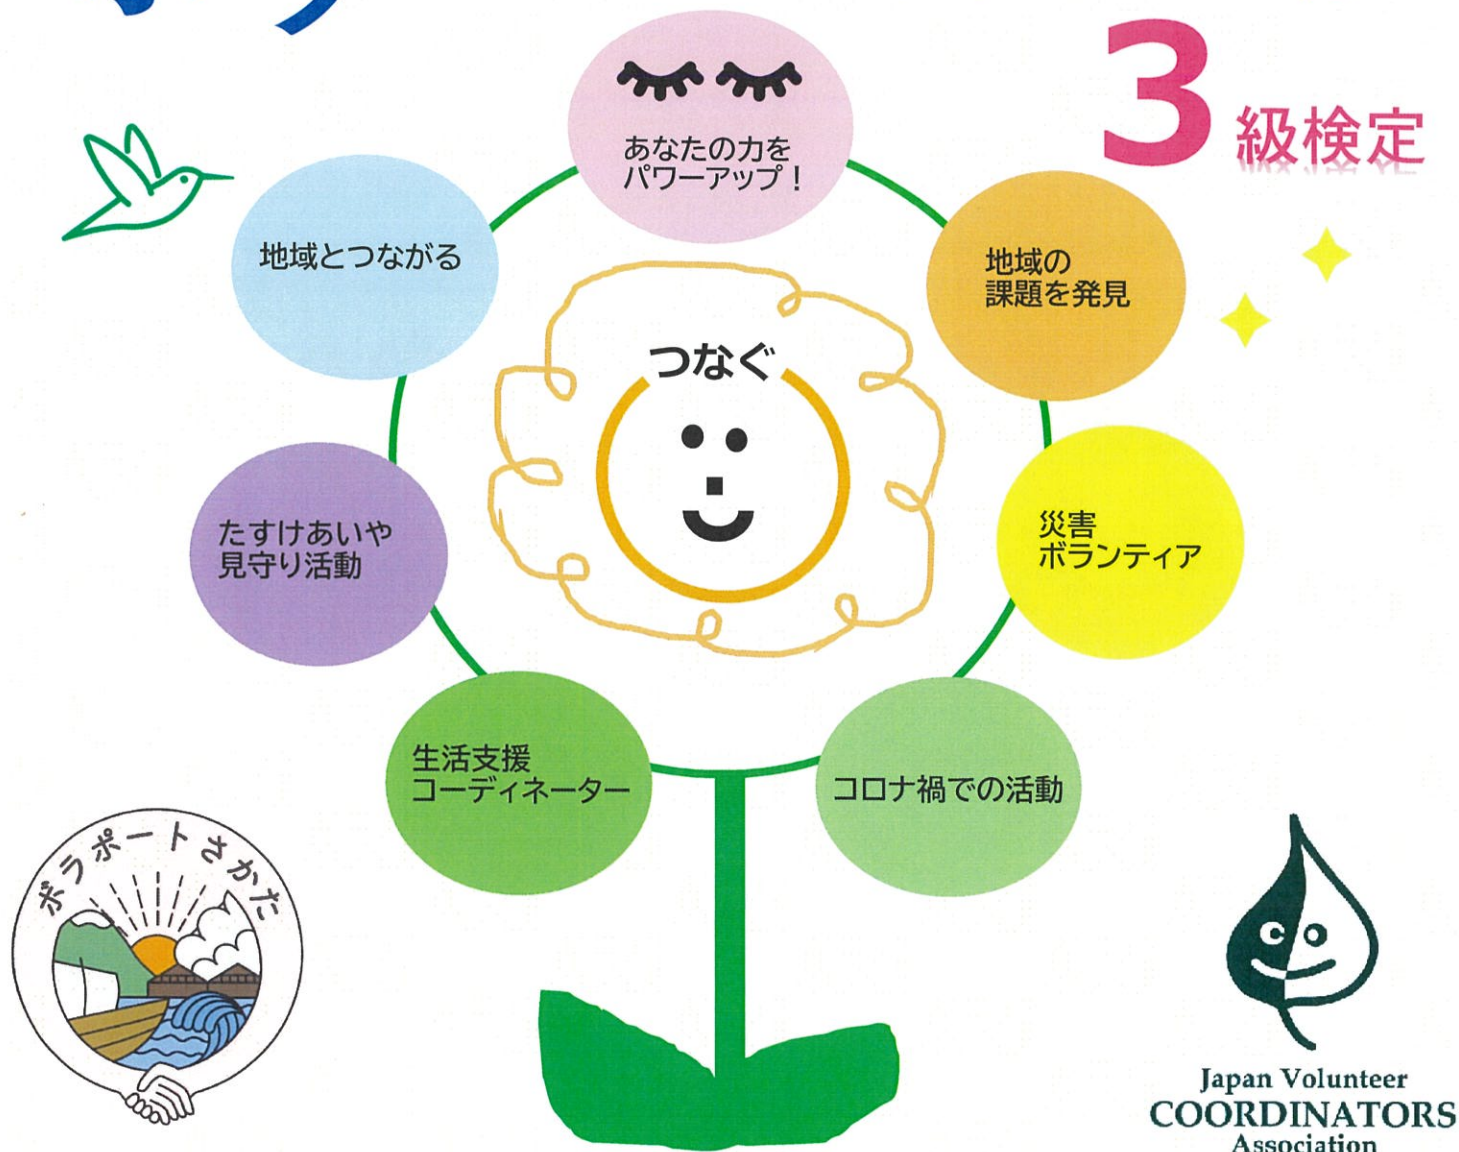 3級検定
あなたの力を
パワーアップ！
地域とつながる
地域の
課題を発見
つなぐ
たすけあいや
見守り活動
災害
ボランティア
生活支援
コーディネーター
コロナ禍での活動
ボラポートさかた
Japan Volunteer
COORDINATORS
Association